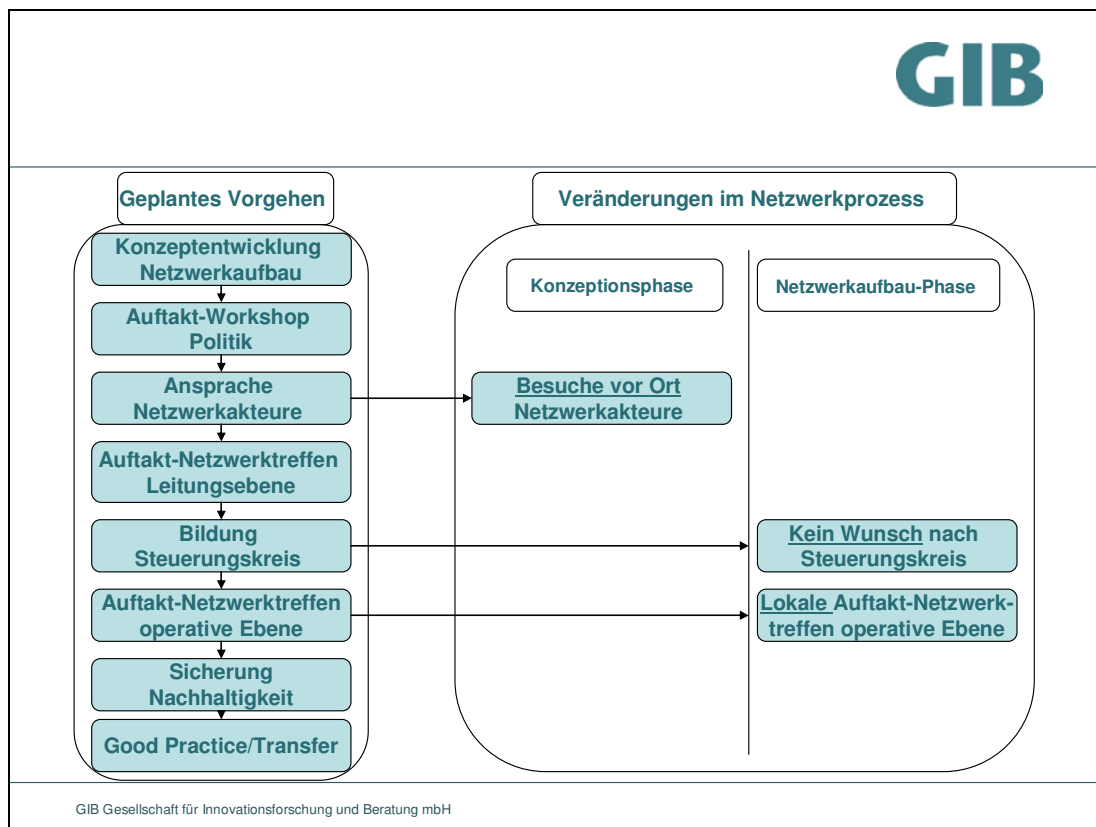 GIB
Geplantes Vorgehen
Konzeptentwicklung
Netzwerkaufbau
Auftakt-Workshop
Politik
Ansprache
Netzwerkakteure
Auftakt-Netzwerktreffen
Leitungsebene
Bildung
Steuerungskreis
Auftakt-Netzwerktreffen
operative Ebene
Sicherung
Nachhaltigkeit
Good Practice/Transfer
Veränderungen im Netzwerkprozess
Konzeptionsphase
Besuche vor Ort
Netzwerkakteure
Netzwerkaufbau-Phase
Kein Wunsch nach
Steuerungskreis
Lokale Auftakt-Netzwerk-
treffen operative Ebene
GIB Gesellschaft für Innovationsforschung und Beratung mbH